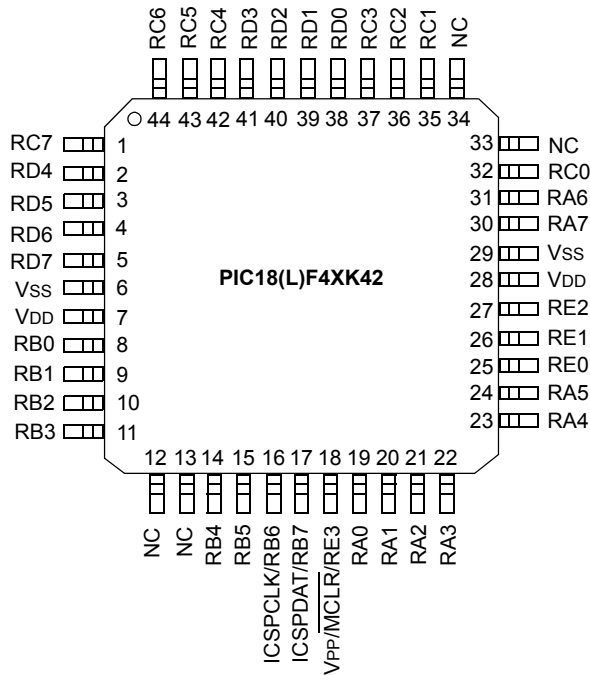 RC6 RC5 RC4 RD3 RD2 RD1 RD0 RC3 RC2 RC1 NC
44 43 42 41 40 39 38 37 36 35 34
RC7 1
RD4 2
RD5 3
RD6 4
RD7 5
VSS 6
VDD 7
RB0 8
RB1 9
RB2 10
RB3 11
PIC18(L)F4XK42
33 NC
32 RC0
31 RA6
30 RA7
29 VSS
28 VDD
27 RE2
26 RE1
25 RE0
24 RA5
23 RA4
12 13 14 15 16 17 18 19 20 21 22
NC NC RB4 RB5 ICSPCLK/RB6 ICSPDAT/RB7 VPP/MCLR/RE3 RA0 RA1 RA2 RA3